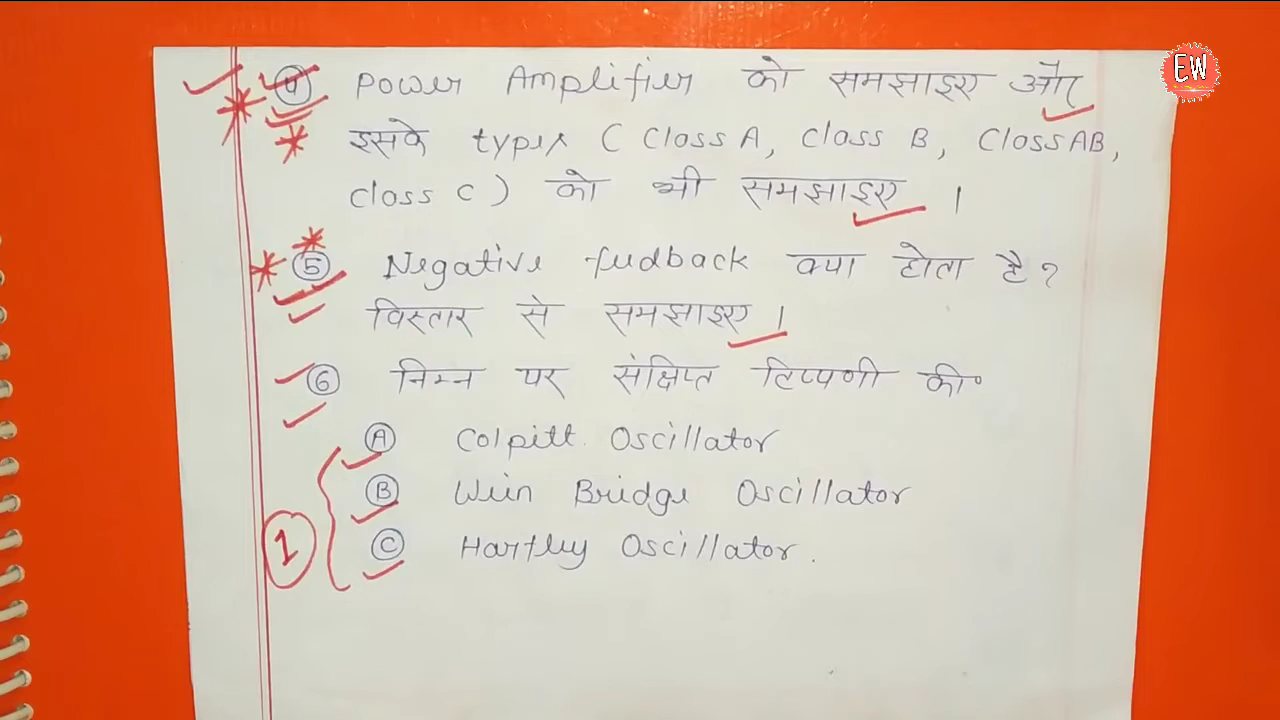 EW
④ Power Amplifier को समझाइए और
इसके types ( Class A, Class B, Class AB,
Class C ) को भी समझाइए ।
⑤ Negative feedback क्या होता है ?
विस्तार से समझाइए ।
⑥ निम्न पर संक्षिप्त टिप्पणी की॰
Ⓐ Colpitt. Oscillator
Ⓑ Wein Bridge Oscillator
Ⓒ Hartley Oscillator.
①